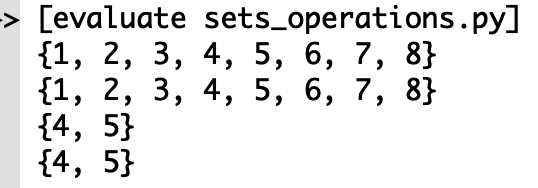 > [evaluate sets_operations.py]
{1, 2, 3, 4, 5, 6, 7, 8}
{1, 2, 3, 4, 5, 6, 7, 8}
{4, 5}
{4, 5}